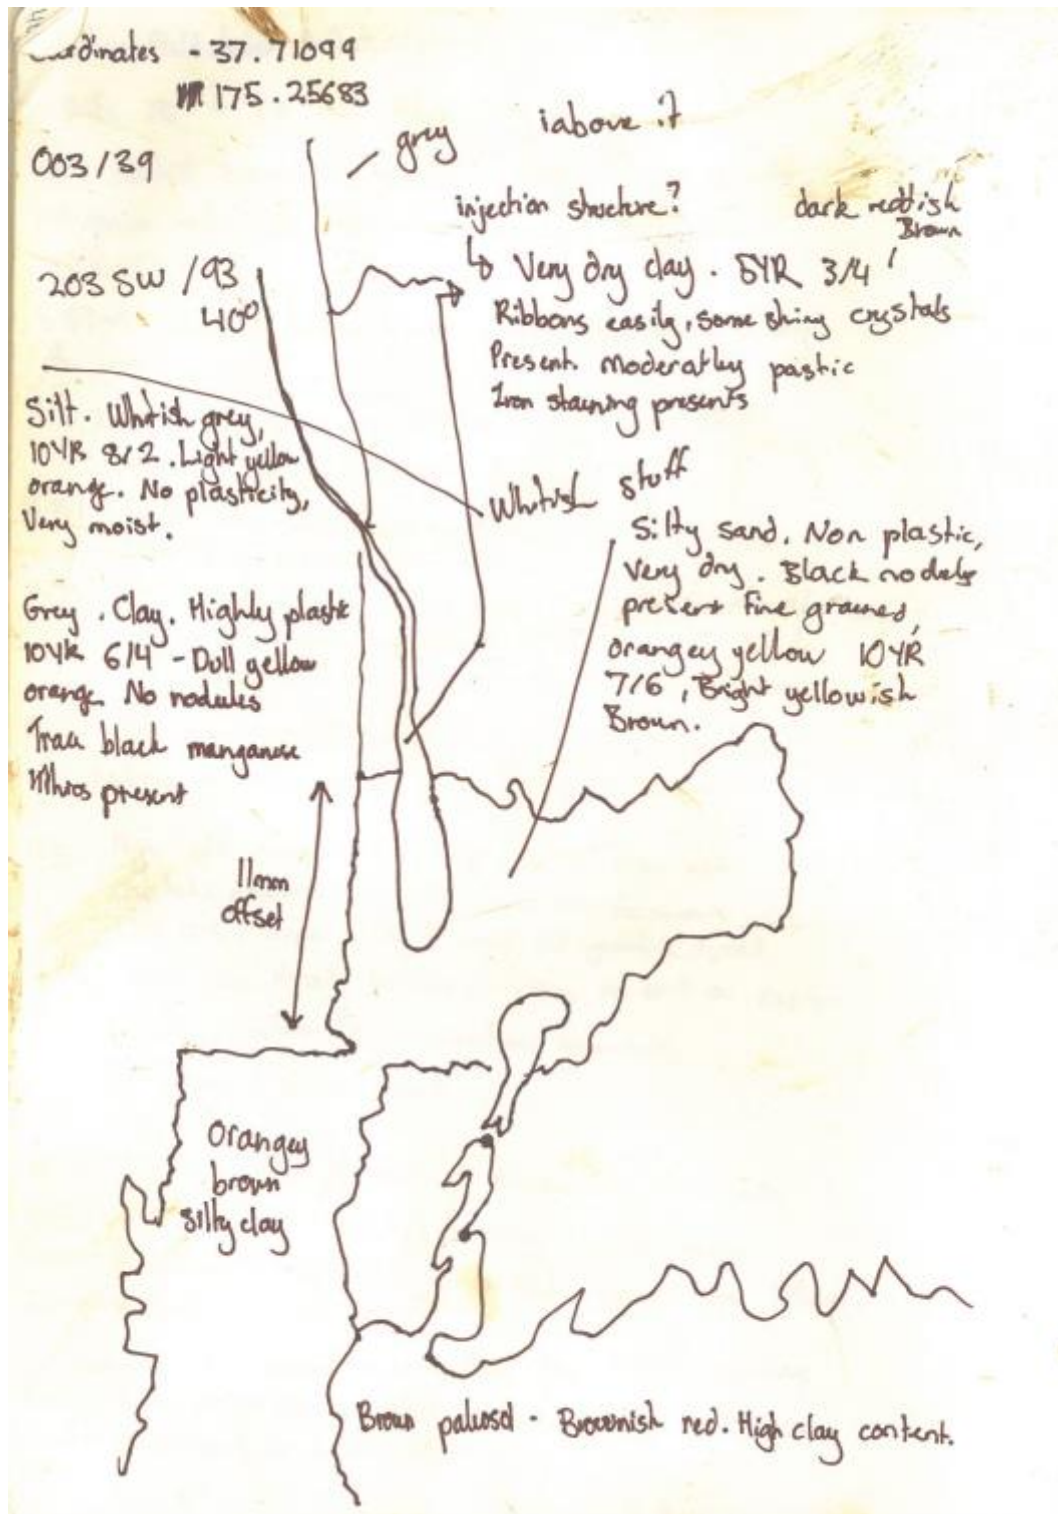 ordinates - 37.71099
175.25683
grey
iabove it
003/39
injection structure?
dark reddish
Brown
↳ Very dry clay. 5YR 3/4
Ribbons easily, some shiny crystals
Present. Moderatley pastic
Iron staining presents
203 SW /93
40°
Silt. Whitish grey,
10YR 8/2. Light yellow
orange. No plasticity,
Very moist.
Whitish stuff
Silty sand. Non plastic,
Very dry. Black nodules
present Fine grained,
orangey yellow 10YR
7/6, Bright yellowish
Brown.
Grey. Clay. Highly plastic
10YR 6/4 - Dull yellow
orange. No nodules
Trace black manganese
present
11mm
offset
Orangey
brown
silty clay
Brown paleosol - Brownish red. High clay content.